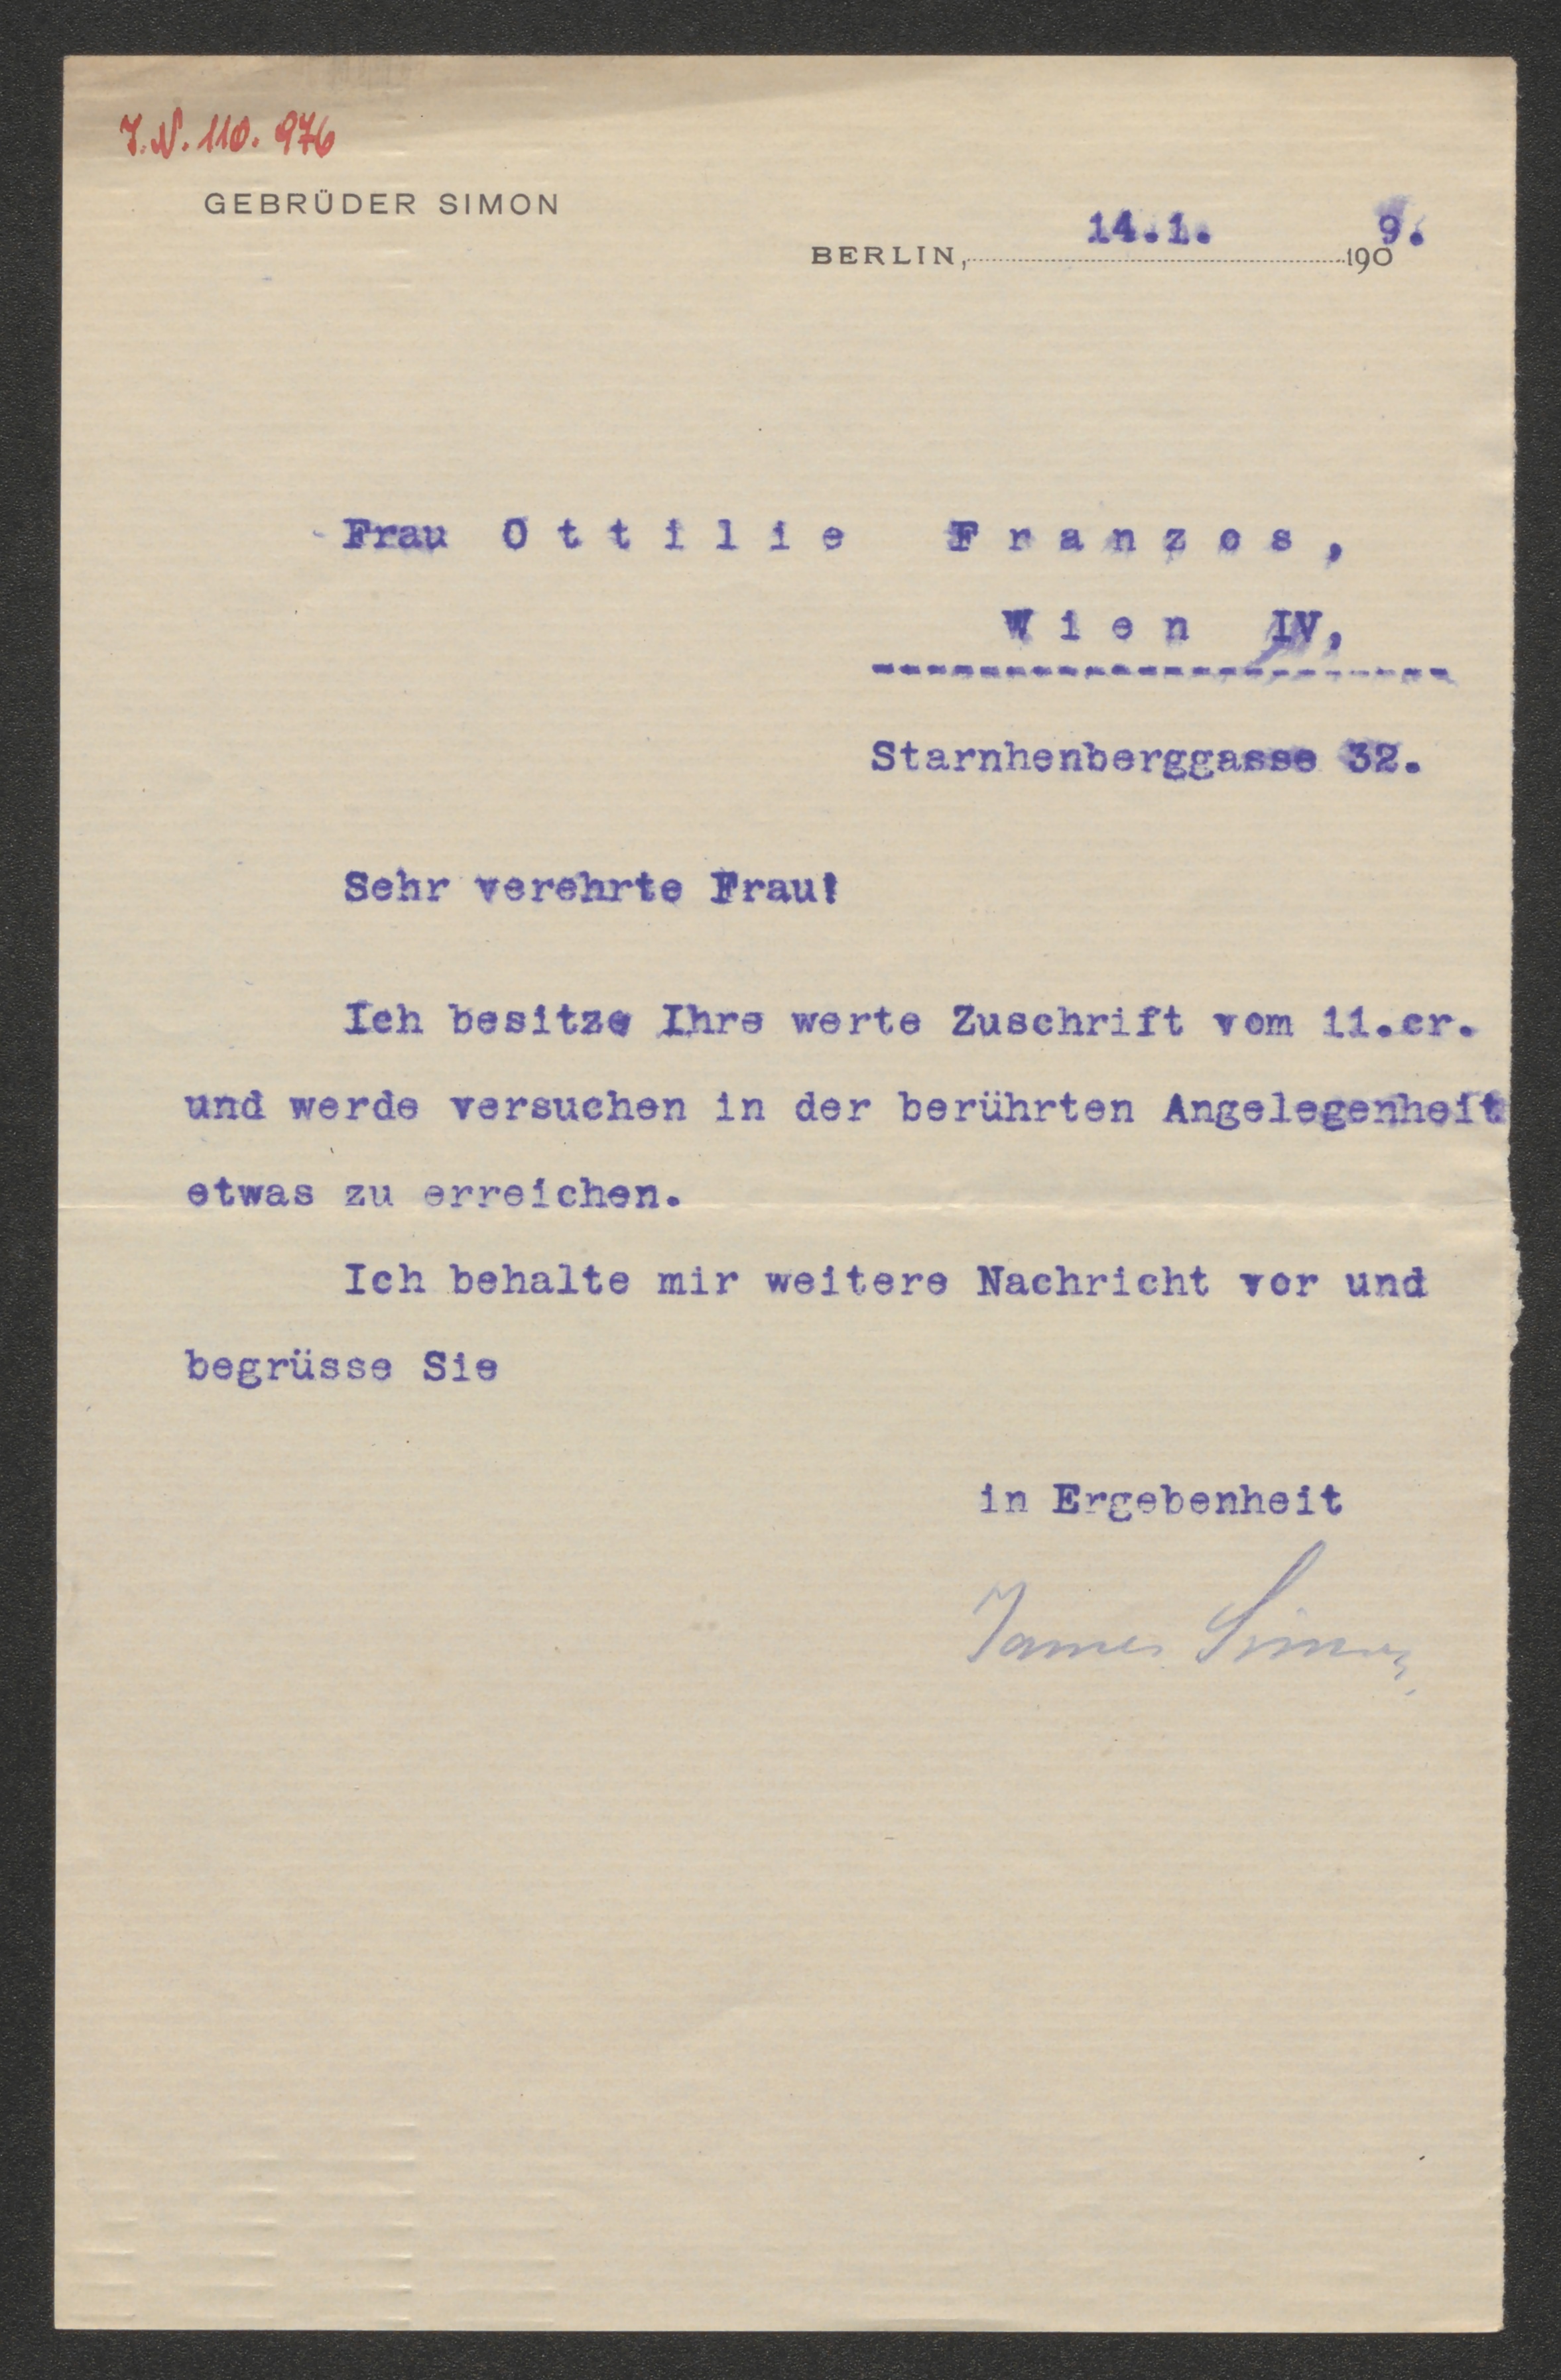 J.N. 110.976
GEBRÜDER SIMON
BERLIN, 14.1. 1909.
Frau Ottilie Franzos,
Wien IV,
Starnhenberggasse 32.
Sehr verehrte Frau!
Ich besitze Ihre werte Zuschrift vom 11.cr.
und werde versuchen in der berührten Angelegenheit
etwas zu erreichen.
Ich behalte mir weitere Nachricht vor und
begrüsse Sie
in Ergebenheit
James Simon